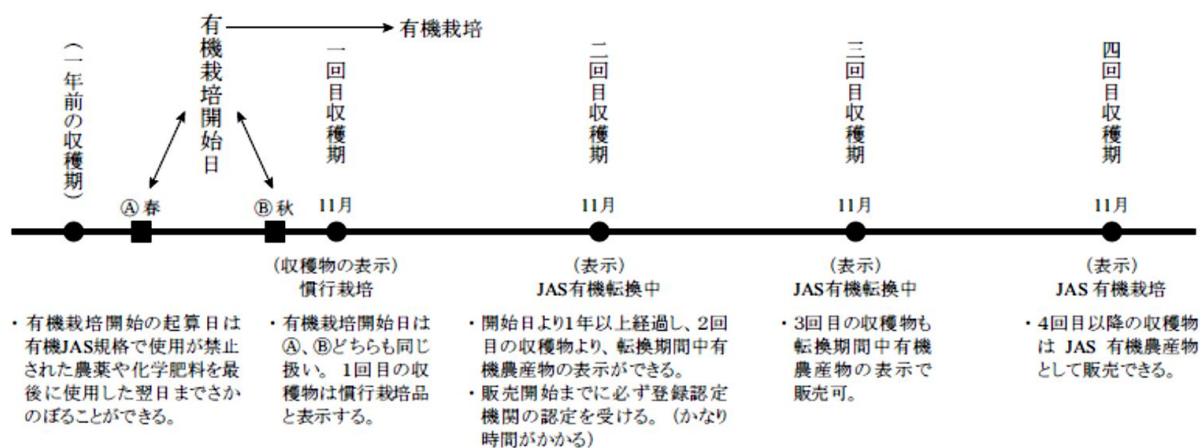 有機栽培開始日
有機栽培
（一年前の収穫期）
一回目収穫期
二回目収穫期
三回目収穫期
四回目収穫期
Ⓐ春
Ⓑ秋
11月
11月
11月
11月
（収穫物の表示）
慣行栽培
（表示）
JAS有機転換中
（表示）
JAS有機転換中
（表示）
JAS 有機栽培
・有機栽培開始の起算日は
有機JAS規格で使用が禁止
された農薬や化学肥料を最
後に使用した翌日までさか
のぼることができる。
・有機栽培開始日は
Ⓐ、Ⓑどちらも同じ
扱い。1回目の収
穫物は慣行栽培品
と表示する。
・開始日より1年以上経過し、2回
目の収穫物より、転換期間中有
機農産物の表示ができる。
・販売開始までに必ず登録認定
機関の認定を受ける。（かなり
時間がかかる）
・3回目の収穫物も
転換期間中有機
農産物の表示で
販売可。
・4回目以降の収穫物
は JAS 有機農産物
として販売できる。